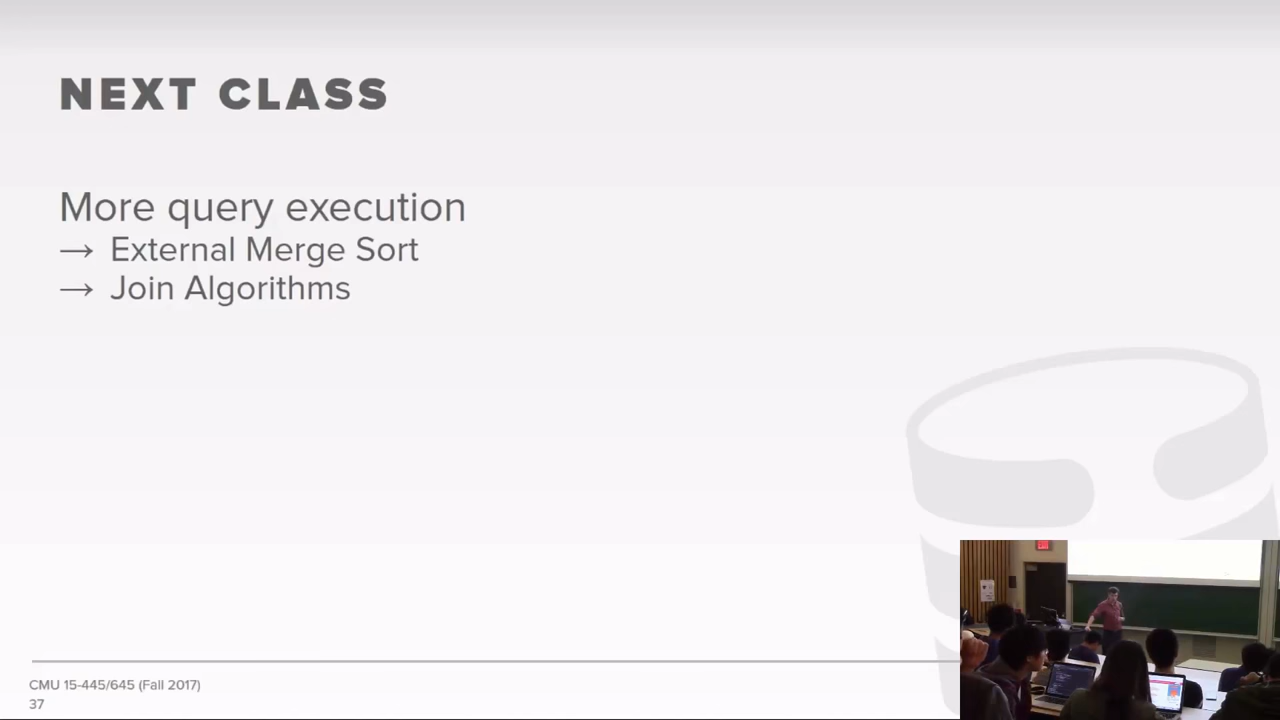 NEXT CLASS
More query execution
→ External Merge Sort
→ Join Algorithms
CMU 15-445/645 (Fall 2017)
37